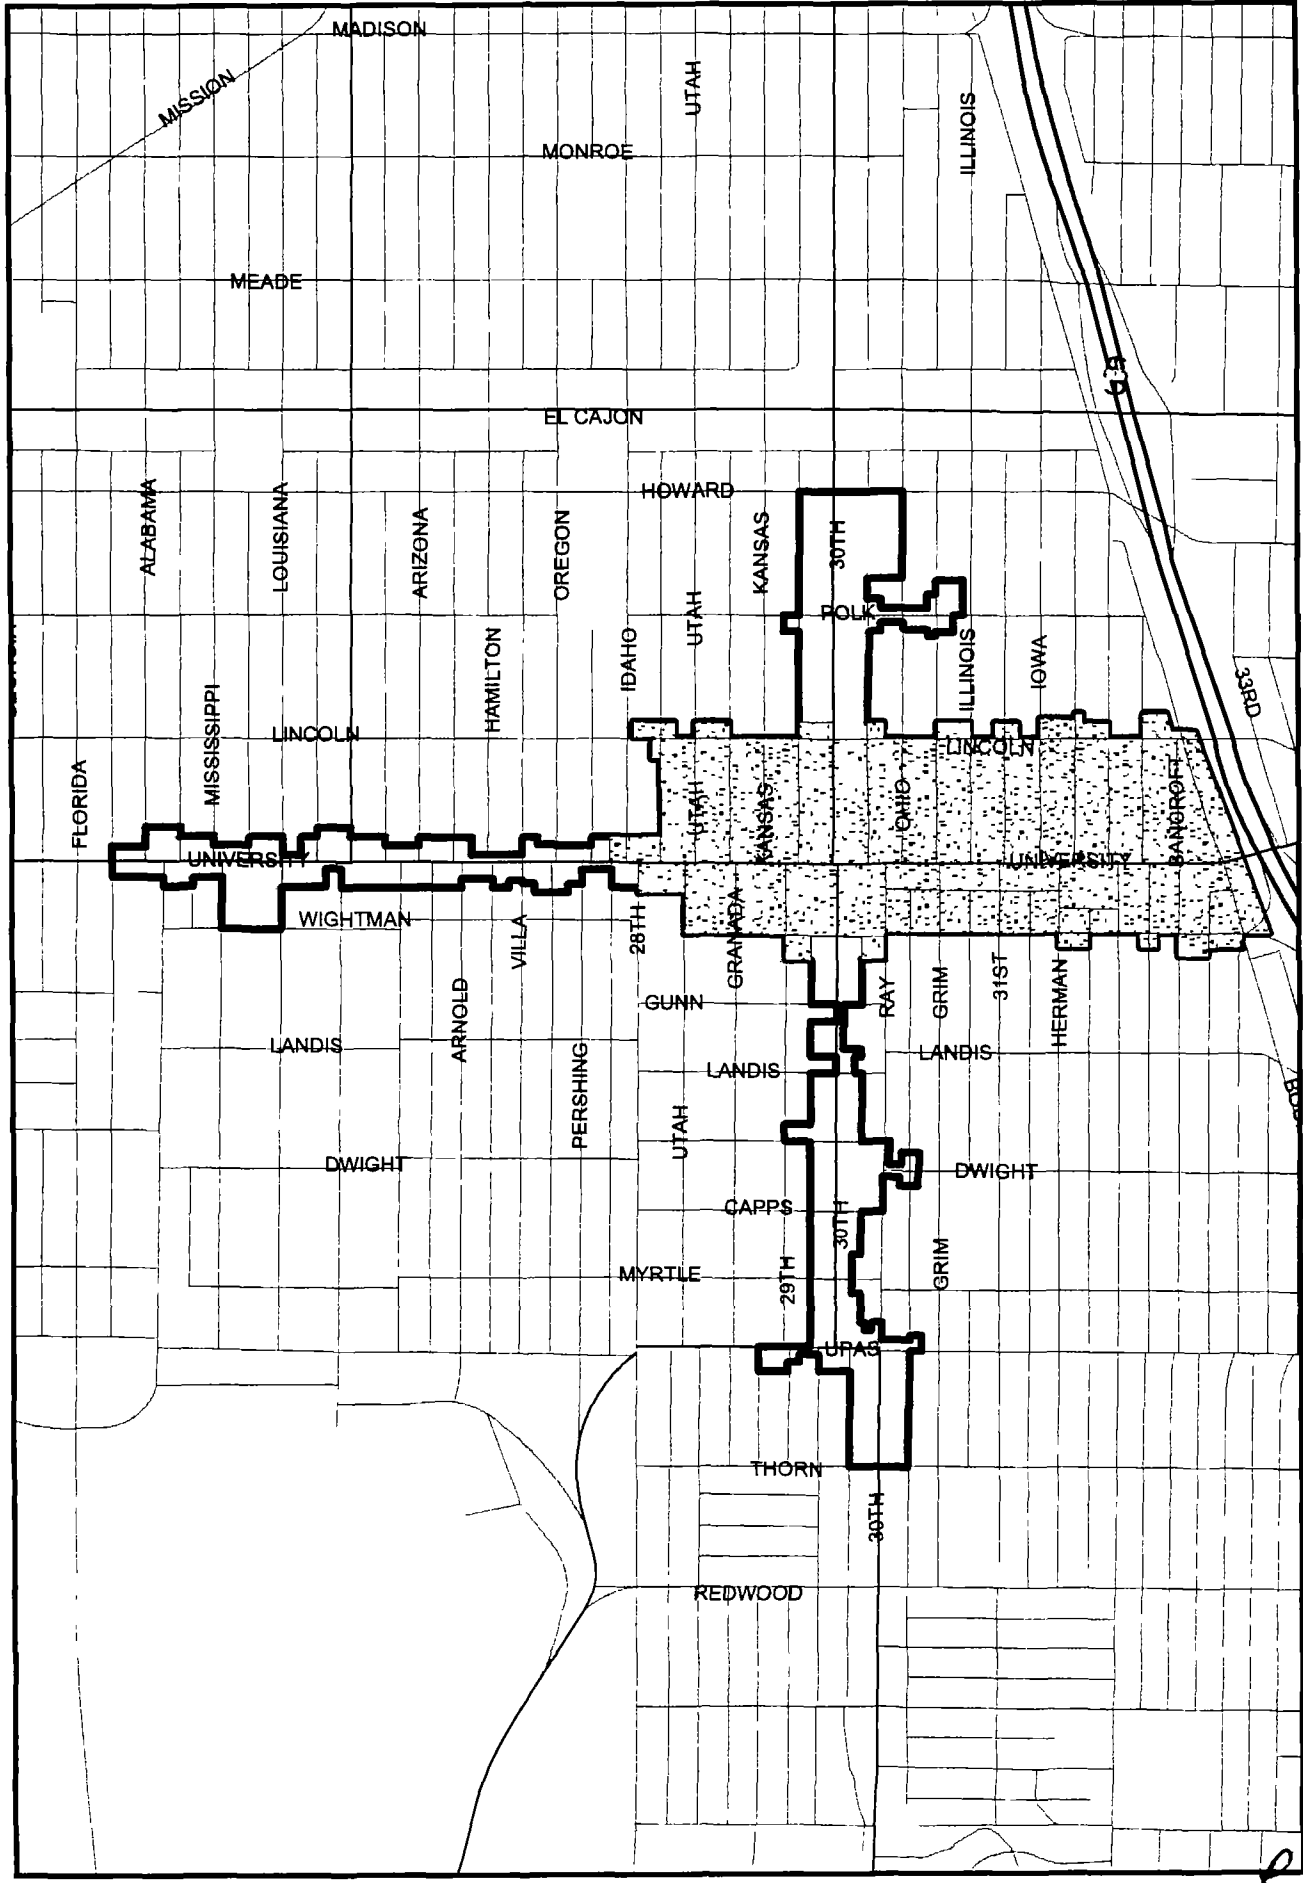 MADISON
MISSION
UTAH
ILLINOIS
MONROE
MEADE
EL CAJON
HOWARD
ALABAMA
LOUISIANA
ARIZONA
OREGON
KANSAS
30TH
POLK
UTAH
IDAHO
HAMILTON
ILLINOIS
IOWA
33RD
MISSISSIPPI
LINCOLN
LINCOLN
FLORIDA
UTAH
KANSAS
OHIO
BANCROFT
UNIVERSITY
UNIVERSITY
WIGHTMAN
VILLA
28TH
GRANADA
GUNN
RAY
GRIM
31ST
HERMAN
LANDIS
ARNOLD
LANDIS
LANDIS
PERSHING
UTAH
DWIGHT
DWIGHT
CAPPS
30TH
MYRTLE
29TH
GRIM
UPAS
THORN
30TH
REDWOOD